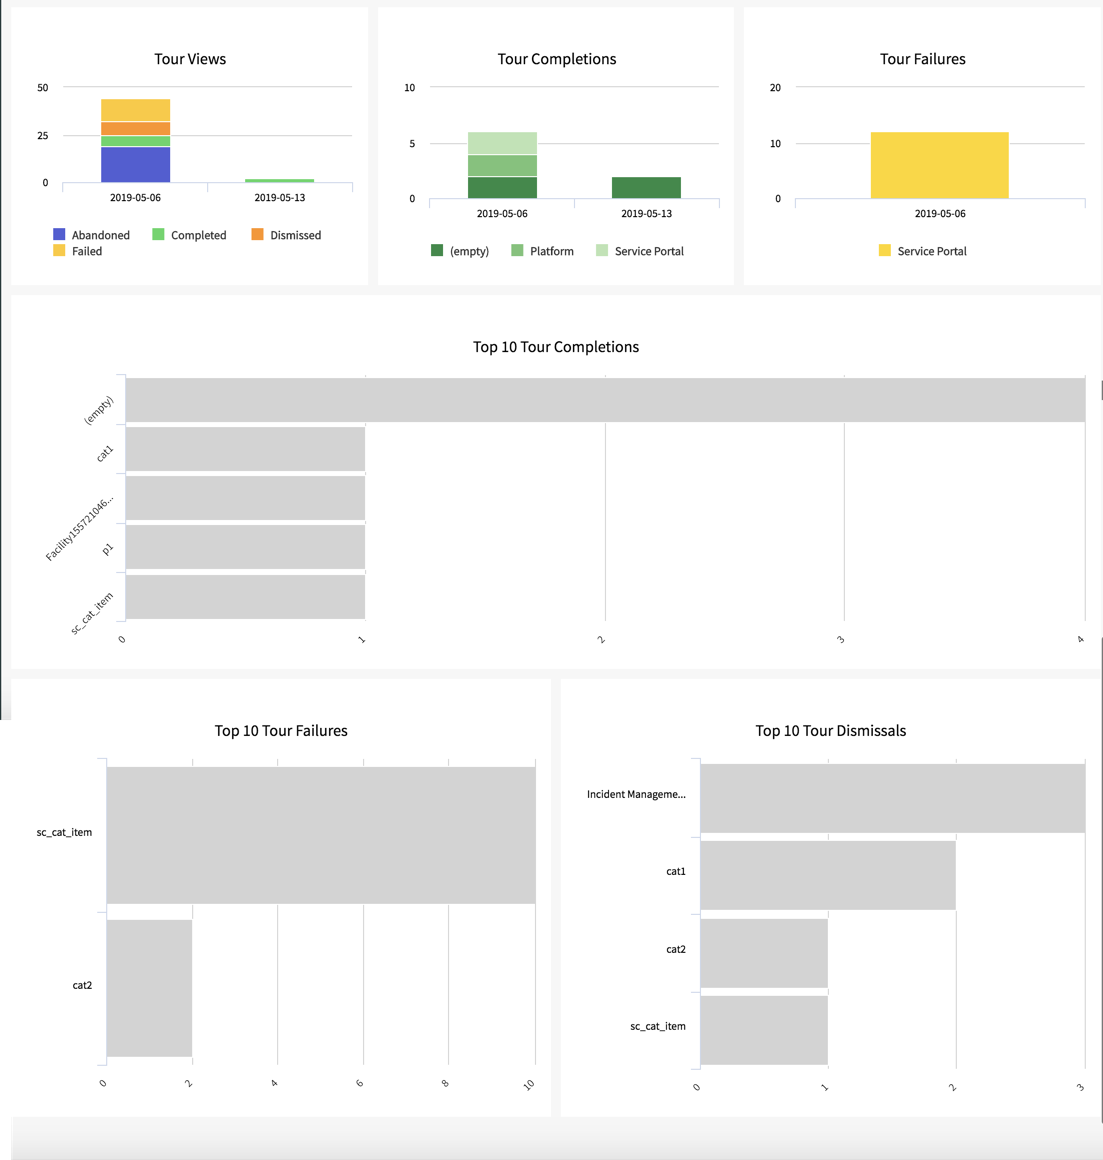 Tour Views
50
25
0
2019-05-06 2019-05-13
Abandoned Completed Dismissed
Failed
Tour Completions
10
5
0
2019-05-06 2019-05-13
(empty) Platform Service Portal
Tour Failures
20
10
0
2019-05-06
Service Portal
Top 10 Tour Completions
(empty)
cat1
Facility155721046...
p1
sc_cat_item
0 1 2 3 4
Top 10 Tour Failures
sc_cat_item
cat2
0 2 4 6 8 10
Top 10 Tour Dismissals
Incident Manageme...
cat1
cat2
sc_cat_item
0 1 2 3